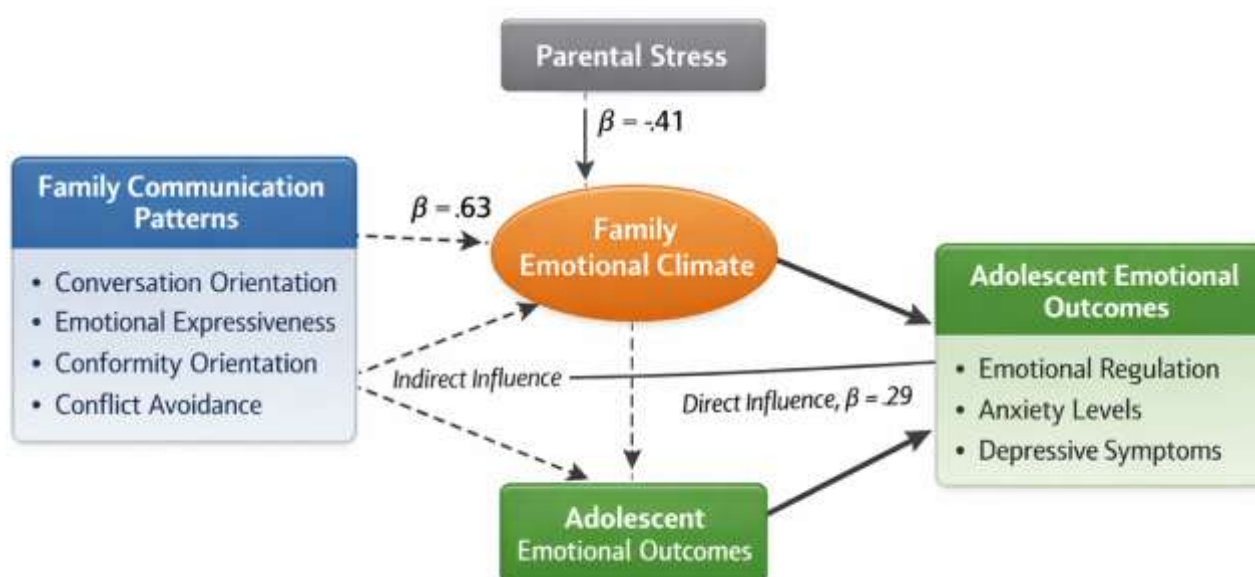 Parental Stress
β = -.41
Family Communication
Patterns
• Conversation Orientation
• Emotional Expressiveness
• Conformity Orientation
• Conflict Avoidance
β = .63
Family
Emotional Climate
Indirect Influence
Direct Influence, β = .29
Adolescent Emotional
Outcomes
• Emotional Regulation
• Anxiety Levels
• Depressive Symptoms
Adolescent
Emotional Outcomes